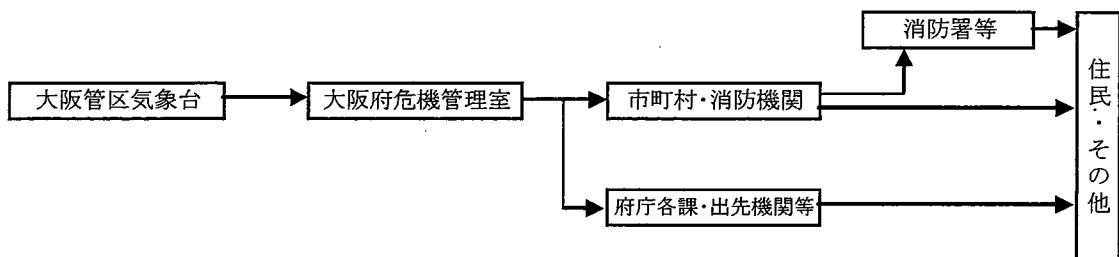 消防署等
大阪管区気象台
大阪府危機管理室
市町村・消防機関
府庁各課・出先機関等
住民・その他